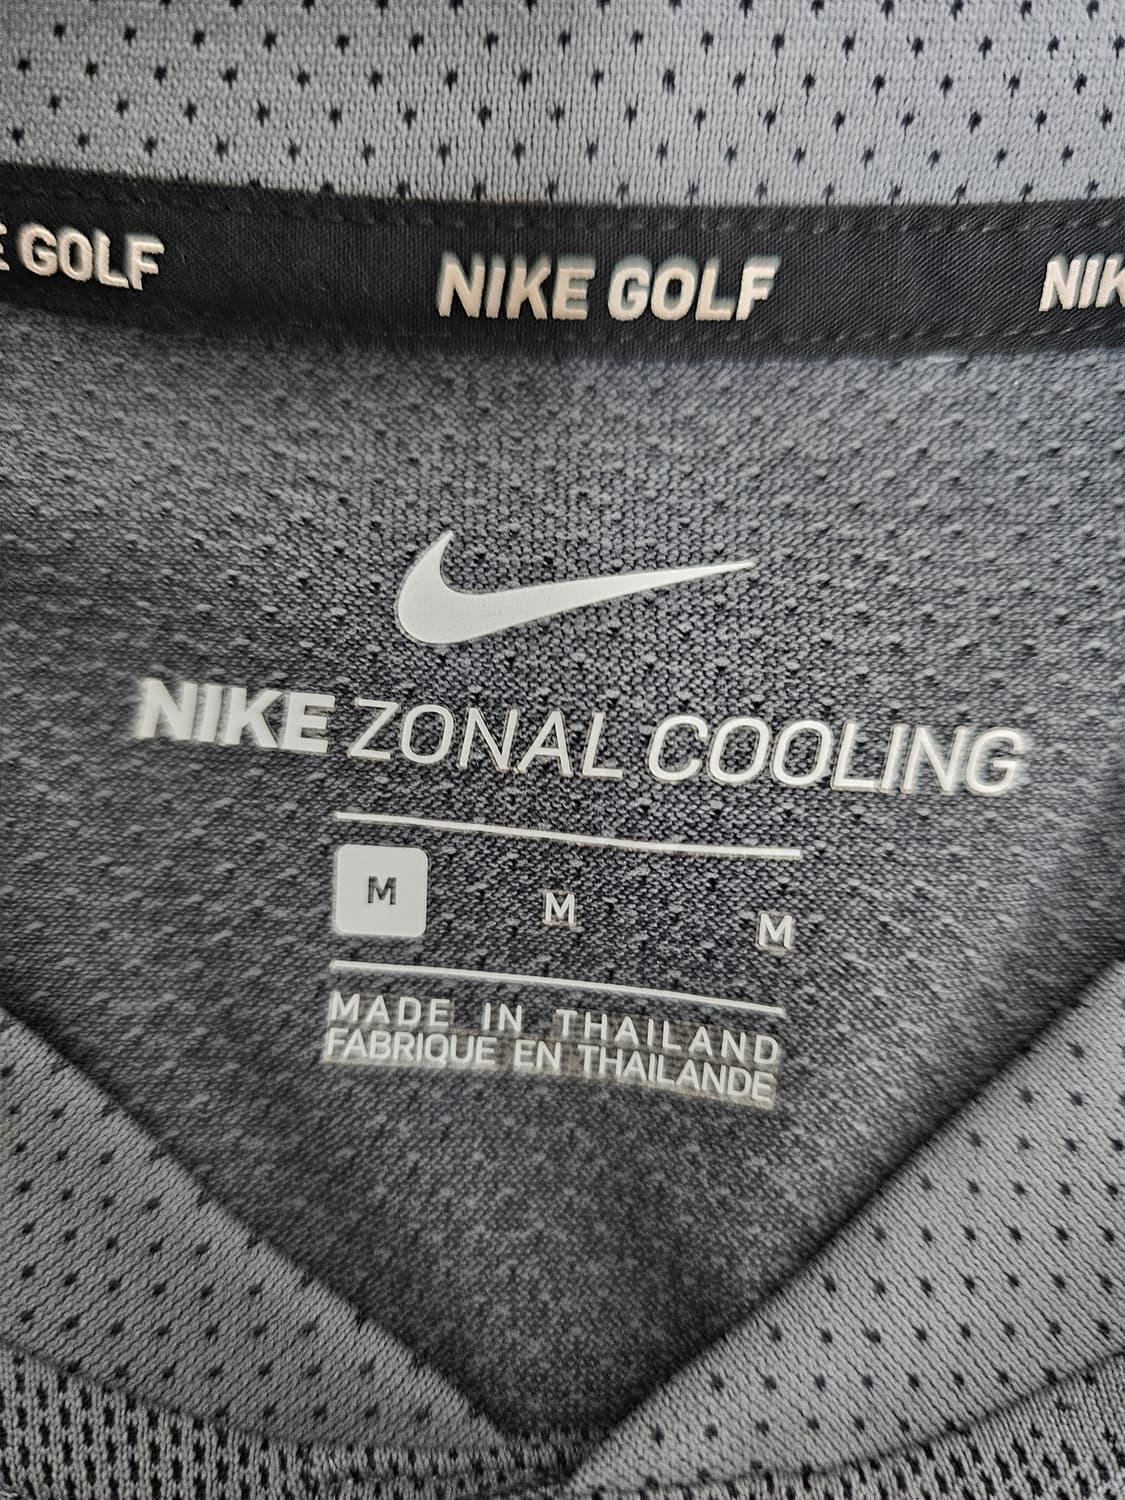 E GOLF NIKE GOLF NIK
NIKE ZONAL COOLING
M M M
MADE IN THAILAND
FABRIQUE EN THAILANDE